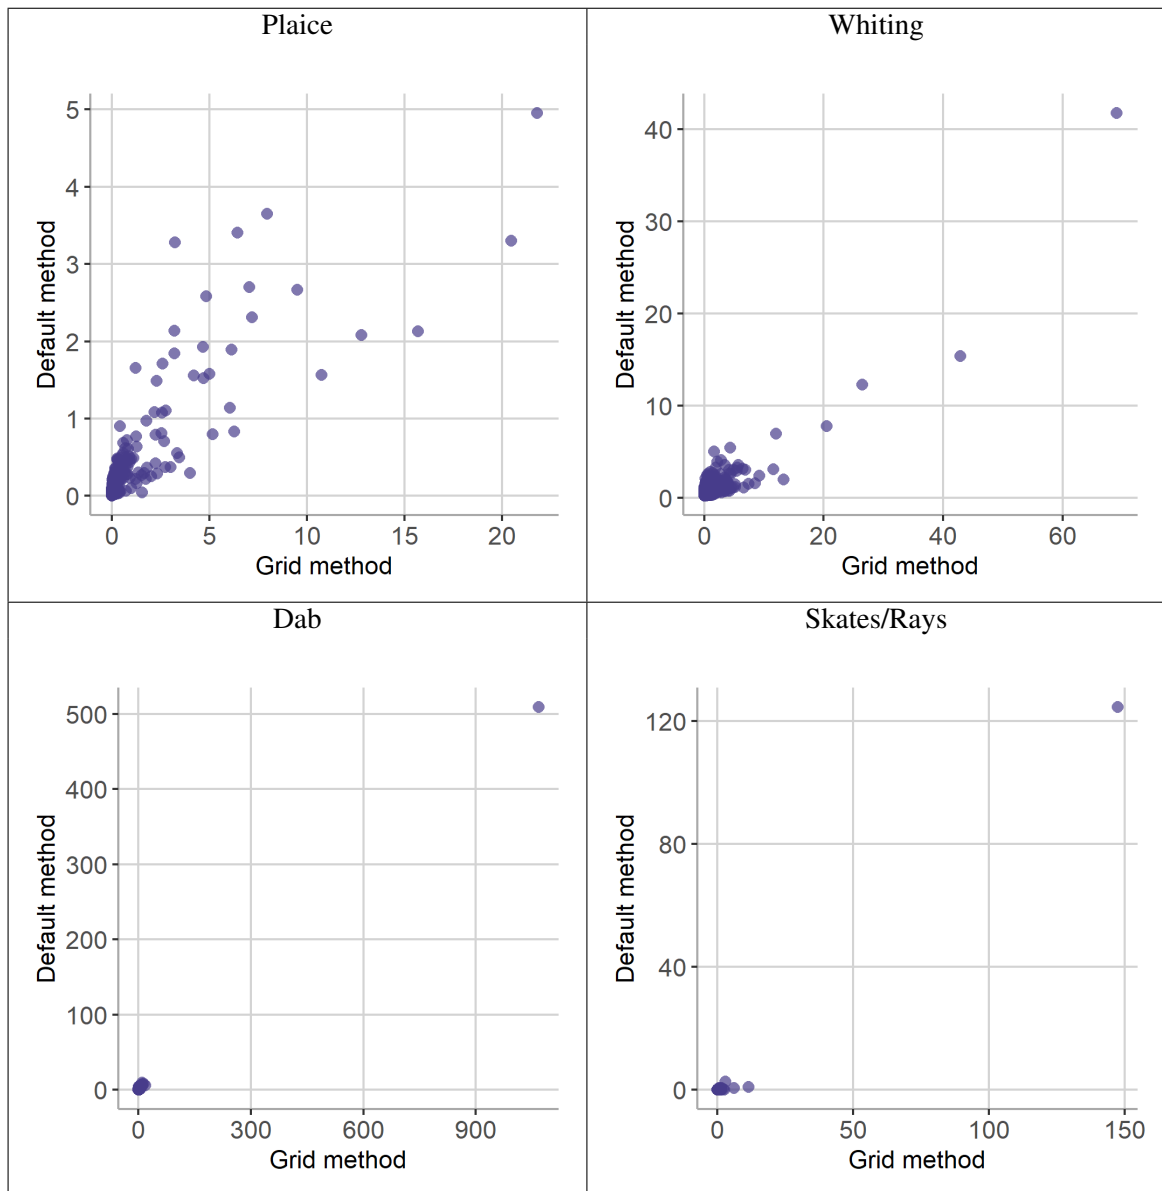 Plaice
5
4
3
2
1
0
Default method
0 5 10 15 20
Grid method
Whiting
40
30
20
10
0
Default method
0 20 40 60
Grid method
Dab
500
400
300
200
100
0
Default method
0 300 600 900
Grid method
Skates/Rays
120
80
40
0
Default method
0 50 100 150
Grid method